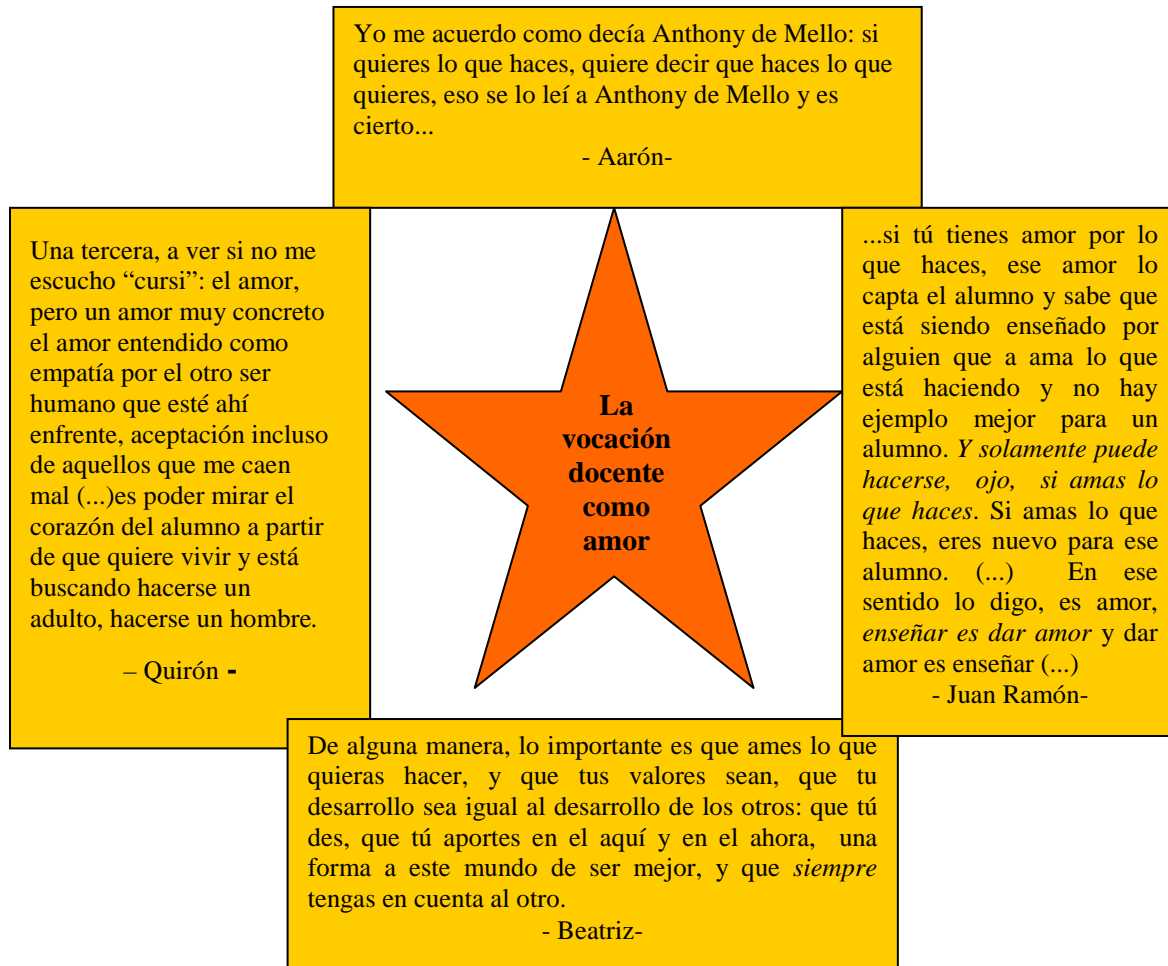 Yo me acuerdo como decía Anthony de Mello: si
quieres lo que haces, quiere decir que haces lo que
quieres, eso se lo leí a Anthony de Mello y es
cierto...
- Aarón-
Una tercera, a ver si no me
escucho “cursi”: el amor,
pero un amor muy concreto
el amor entendido como
empatía por el otro ser
humano que esté ahí
enfrente, aceptación incluso
de aquellos que me caen
mal (...)es poder mirar el
corazón del alumno a partir
de que quiere vivir y está
buscando hacerse un
adulto, hacerse un hombre.
– Quirón -
La
vocación
docente
como
amor
...si tú tienes amor por lo
que haces, ese amor lo
capta el alumno y sabe que
está siendo enseñado por
alguien que a ama lo que
está haciendo y no hay
ejemplo mejor para un
alumno. Y solamente puede
hacerse, ojo, si amas lo
que haces. Si amas lo que
haces, eres nuevo para ese
alumno. (...) En ese
sentido lo digo, es amor,
enseñar es dar amor y dar
amor es enseñar (...)
- Juan Ramón-
De alguna manera, lo importante es que ames lo que
quieras hacer, y que tus valores sean, que tu
desarrollo sea igual al desarrollo de los otros: que tú
des, que tú aportes en el aquí y en el ahora, una
forma a este mundo de ser mejor, y que siempre
tengas en cuenta al otro.
- Beatriz-